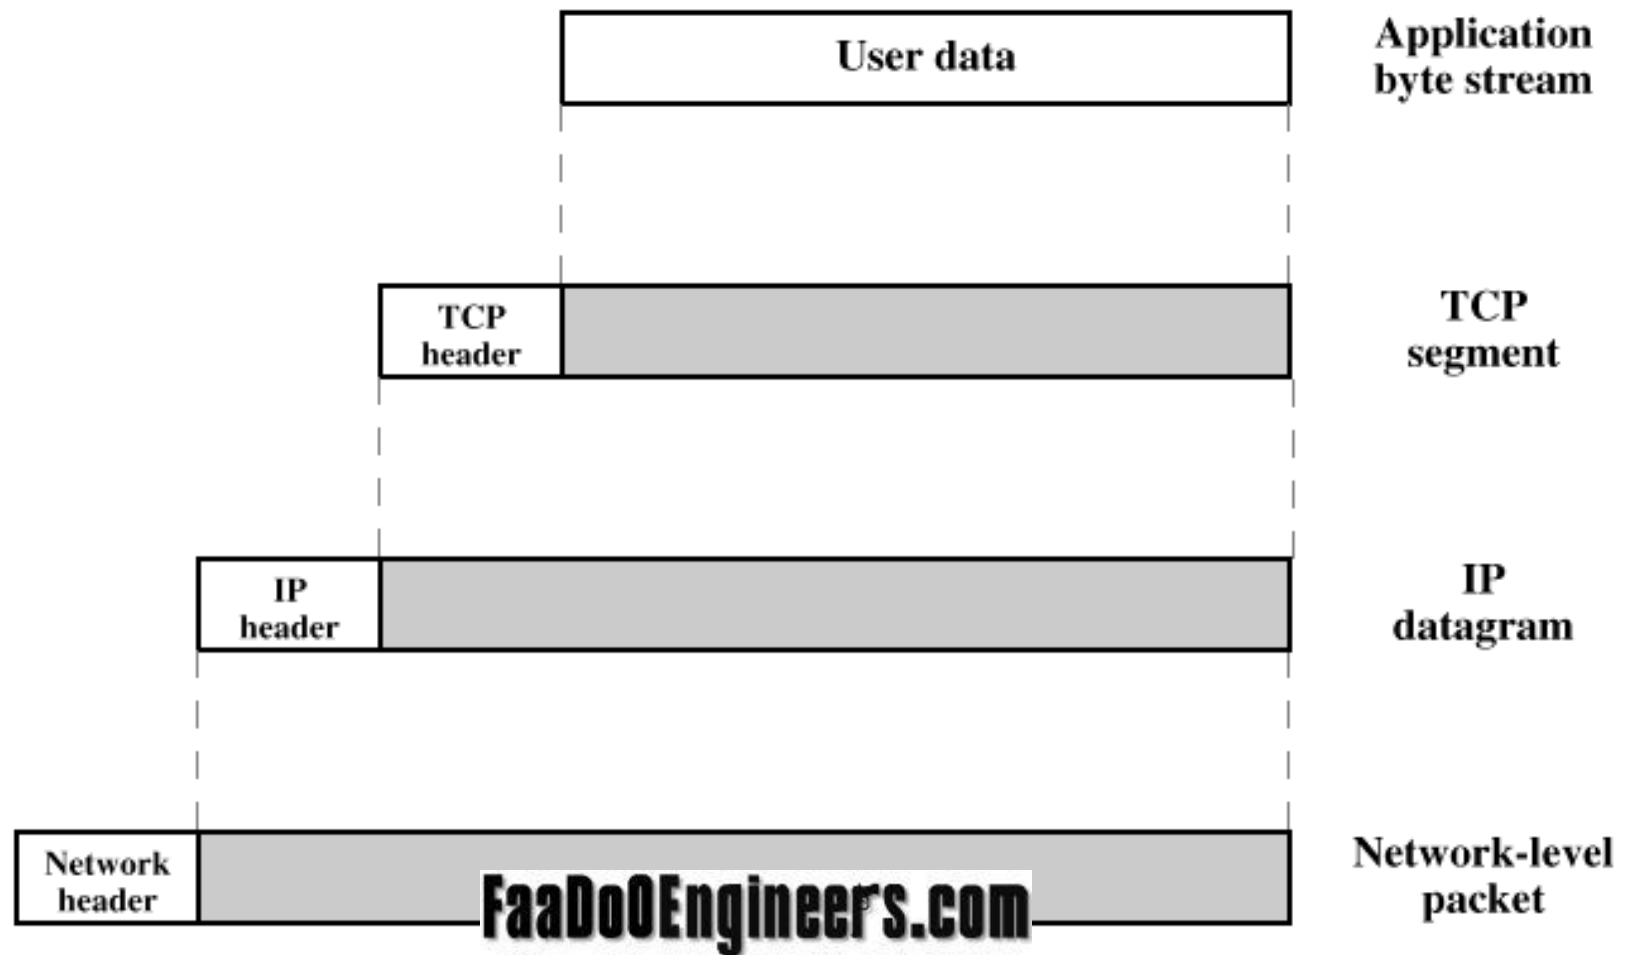 User data
Application
byte stream
TCP
header
TCP
segment
IP
header
IP
datagram
Network
header
Network-level
packet
FaaDoOEngineers.com